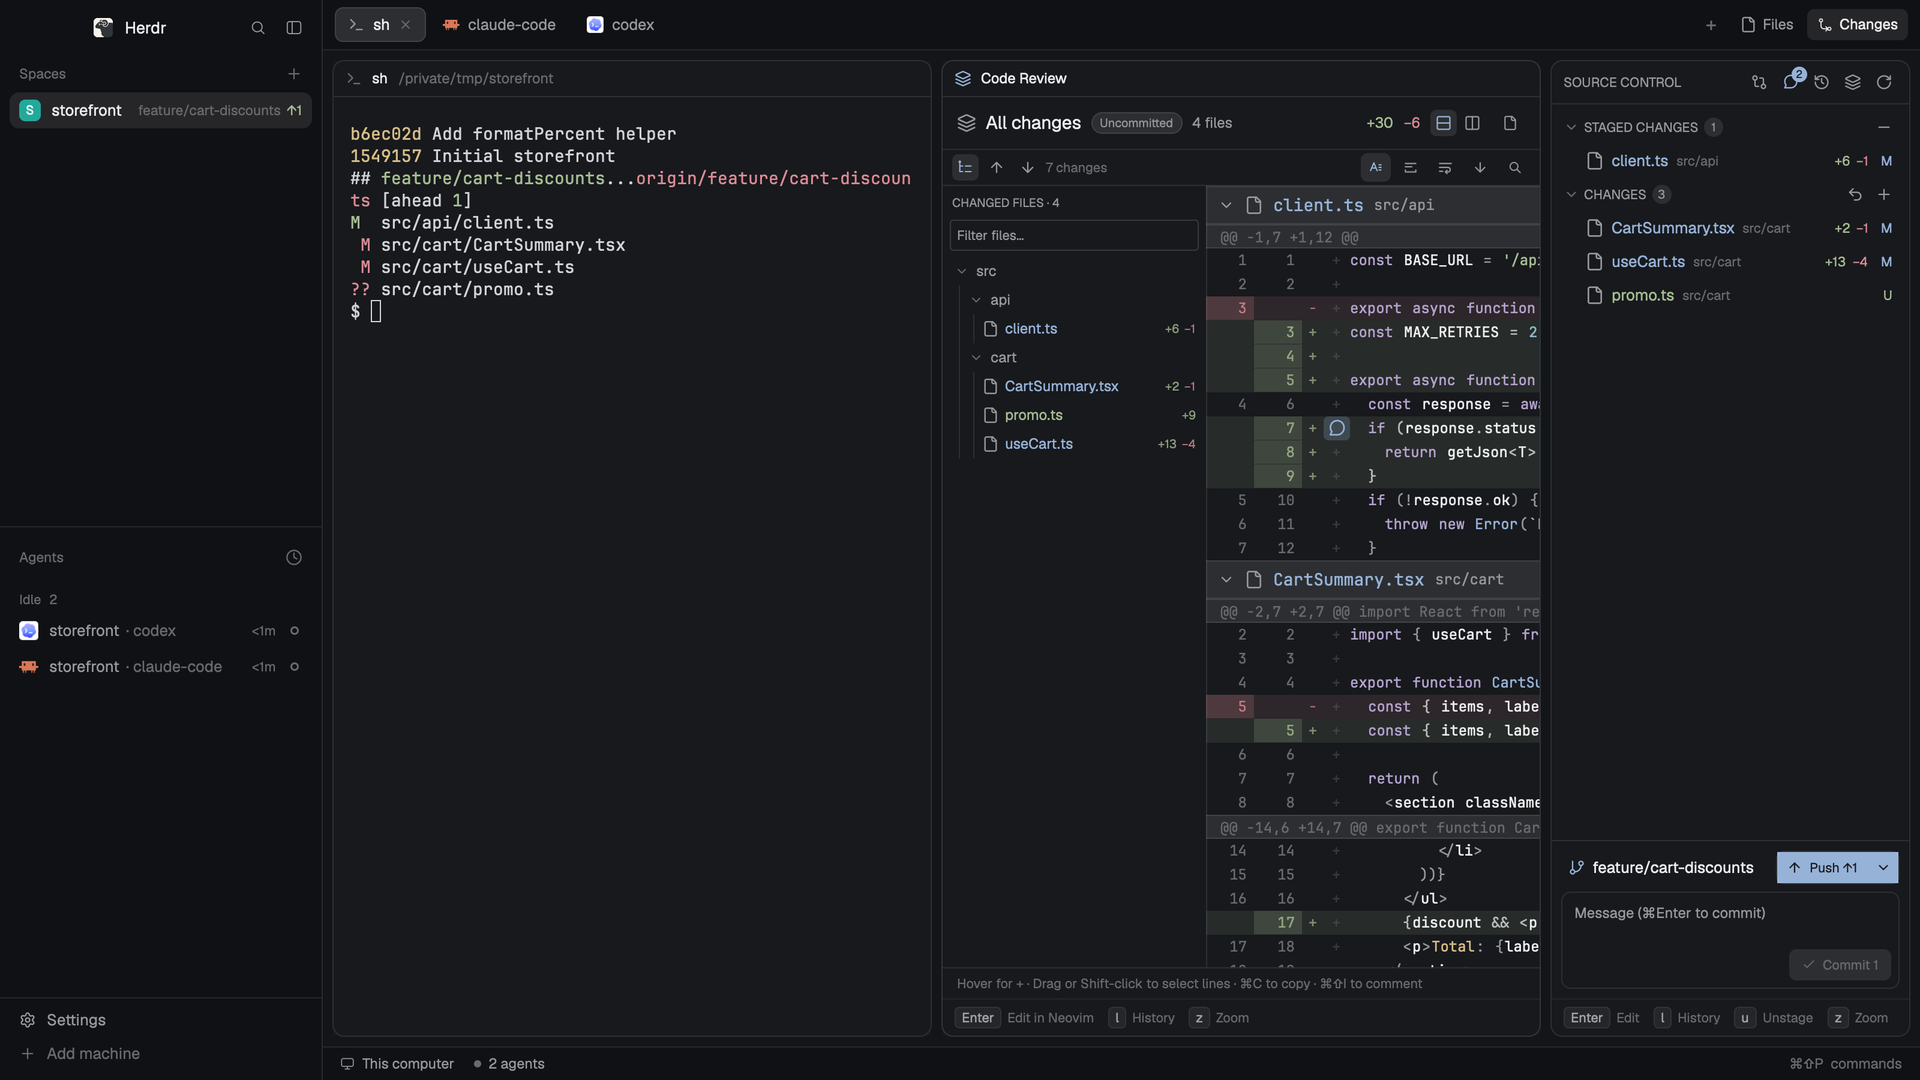 Herdr
Spaces
S storefront feature/cart-discounts ↑1
Agents
Idle 2
storefront · codex <1m
storefront · claude-code <1m
Settings
Add machine
sh
claude-code
codex
Files
Changes
sh /private/tmp/storefront
b6ec02d Add formatPercent helper
1549157 Initial storefront
## feature/cart-discounts...origin/feature/cart-discoun
ts [ahead 1]
M  src/api/client.ts
 M src/cart/CartSummary.tsx
 M src/cart/useCart.ts
?? src/cart/promo.ts
$
Code Review
All changes Uncommitted 4 files +30 −6
7 changes
CHANGED FILES · 4
Filter files…
src
api
client.ts +6 −1
cart
CartSummary.tsx +2 −1
promo.ts +9
useCart.ts +13 −4
client.ts src/api
@@ -1,7 +1,12 @@
1 1 + const BASE_URL = '/api
2 2 +
3 - + export async function
3 + + const MAX_RETRIES = 2
4 + +
5 + + export async function
4 6 + const response = aw
7 + if (response.status
8 + + return getJson<T>
9 + + }
5 10 + if (!response.ok) {
6 11 + throw new Error(`
7 12 + }
CartSummary.tsx src/cart
@@ -2,7 +2,7 @@ import React from 're
2 2 + import { useCart } fr
3 3 +
4 4 + export function CartSu
5 - + const { items, labe
5 + + const { items, labe
6 6 +
7 7 + return (
8 8 + <section className
@@ -14,6 +14,7 @@ export function Car
14 14 + </li>
15 15 + ))}
16 16 + </ul>
17 + + {discount && <p
17 18 + <p>Total: {labe
Hover for + · Drag or Shift-click to select lines · ⌘C to copy · ⌘⇧I to comment
Enter Edit in Neovim l History z Zoom
SOURCE CONTROL 2
STAGED CHANGES 1
client.ts src/api +6 −1 M
CHANGES 3
CartSummary.tsx src/cart +2 −1 M
useCart.ts src/cart +13 −4 M
promo.ts src/cart U
feature/cart-discounts ↑ Push ↑1
Message (⌘Enter to commit)
Commit 1
Enter Edit l History u Unstage z Zoom
This computer
2 agents
⌘⇧P commands